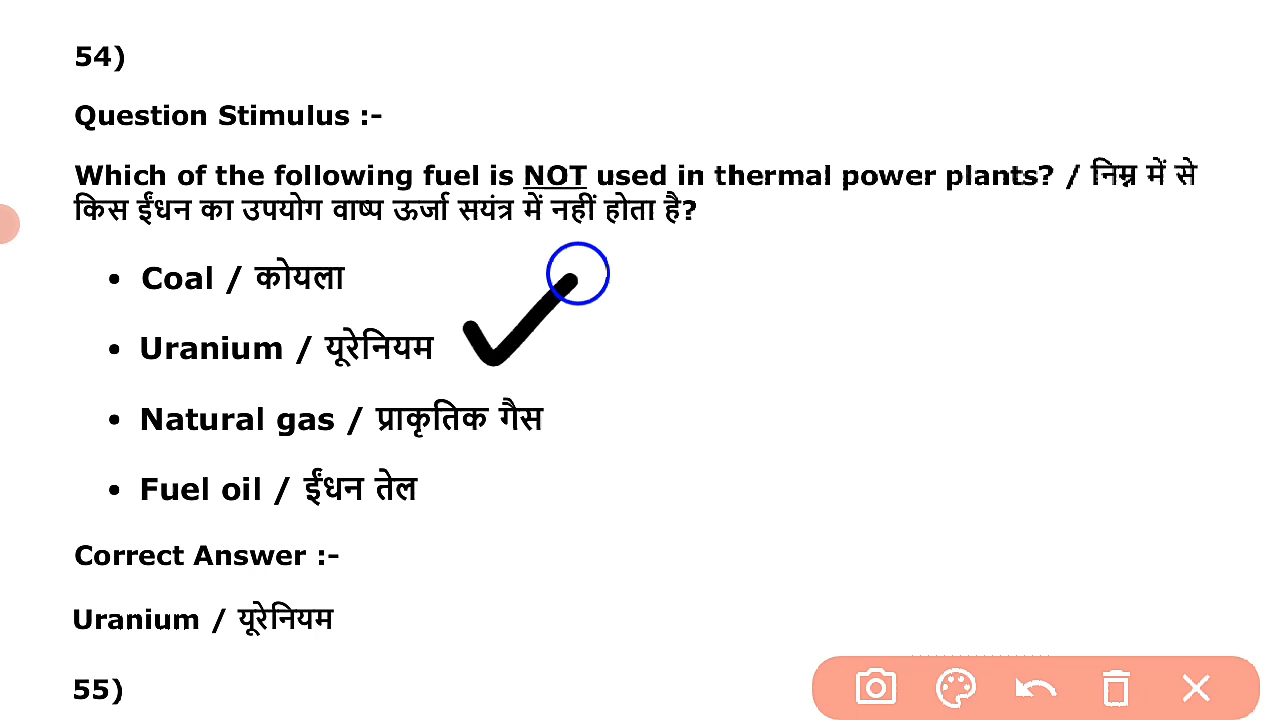 54)
Question Stimulus :-
Which of the following fuel is NOT used in thermal power plants? / निम्न में से
किस ईंधन का उपयोग वाष्प ऊर्जा सयंत्र में नहीं होता है?
• Coal / कोयला
• Uranium / यूरेनियम
• Natural gas / प्राकृतिक गैस
• Fuel oil / ईंधन तेल
Correct Answer :-
Uranium / यूरेनियम
55)